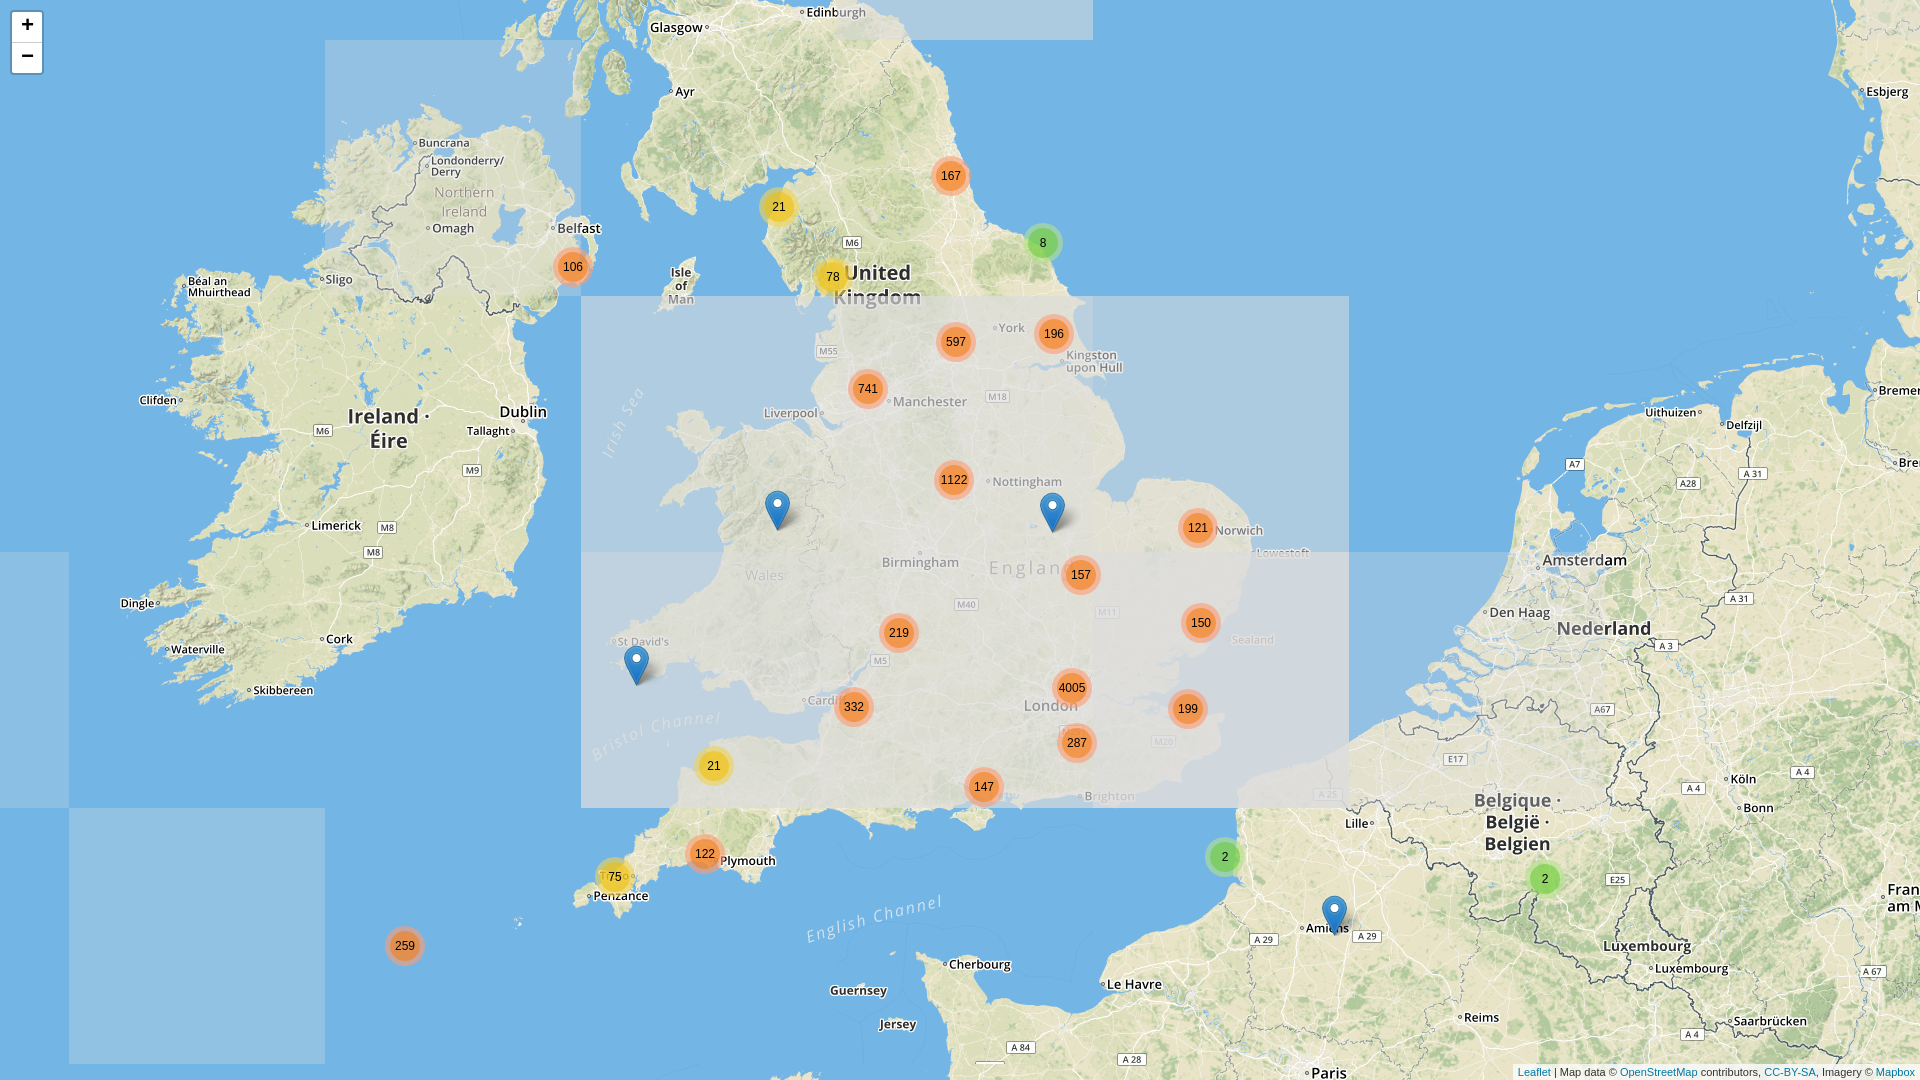 +
−
Edinburgh
Glasgow
Ayr
Esbjerg
Buncrana
Londonderry/
Derry
Northern
Ireland
Omagh
Belfast
167
21
8
M6
106
78
United
Kingdom
Isle
of
Man
Sligo
Béal an
Mhuirthead
York
196
597
M55
Kingston
upon Hull
741
Manchester
M18
Liverpool
Irish Sea
Clifden
Ireland ·
Éire
Dublin
Tallaght
M6
M9
Uithuizen
Delfzijl
A7
A 31
A28
1122
Nottingham
Limerick
M8
M8
121
Norwich
Lowestoft
Birmingham
Wales
157
M40
M11
Amsterdam
Den Haag
Nederland
A 31
A 3
Dingle
Cork
Waterville
Skibbereen
St David's
219
M5
150
Sealand
332
4005
London
199
287
M20
A67
E17
Bristol Channel
21
147
Brighton
A 25
Köln
A 4
A 4
Bonn
Belgique ·
België ·
Belgien
Lille
122
Plymouth
75
Penzance
2
2
E25
259
English Channel
Amiens
A 29
A 29
Luxembourg
Luxembourg
A 67
Cherbourg
Guernsey
Jersey
Le Havre
Reims
Saarbrücken
A 4
A 84
A 28
Paris
Leaflet | Map data © OpenStreetMap contributors, CC-BY-SA, Imagery © Mapbox